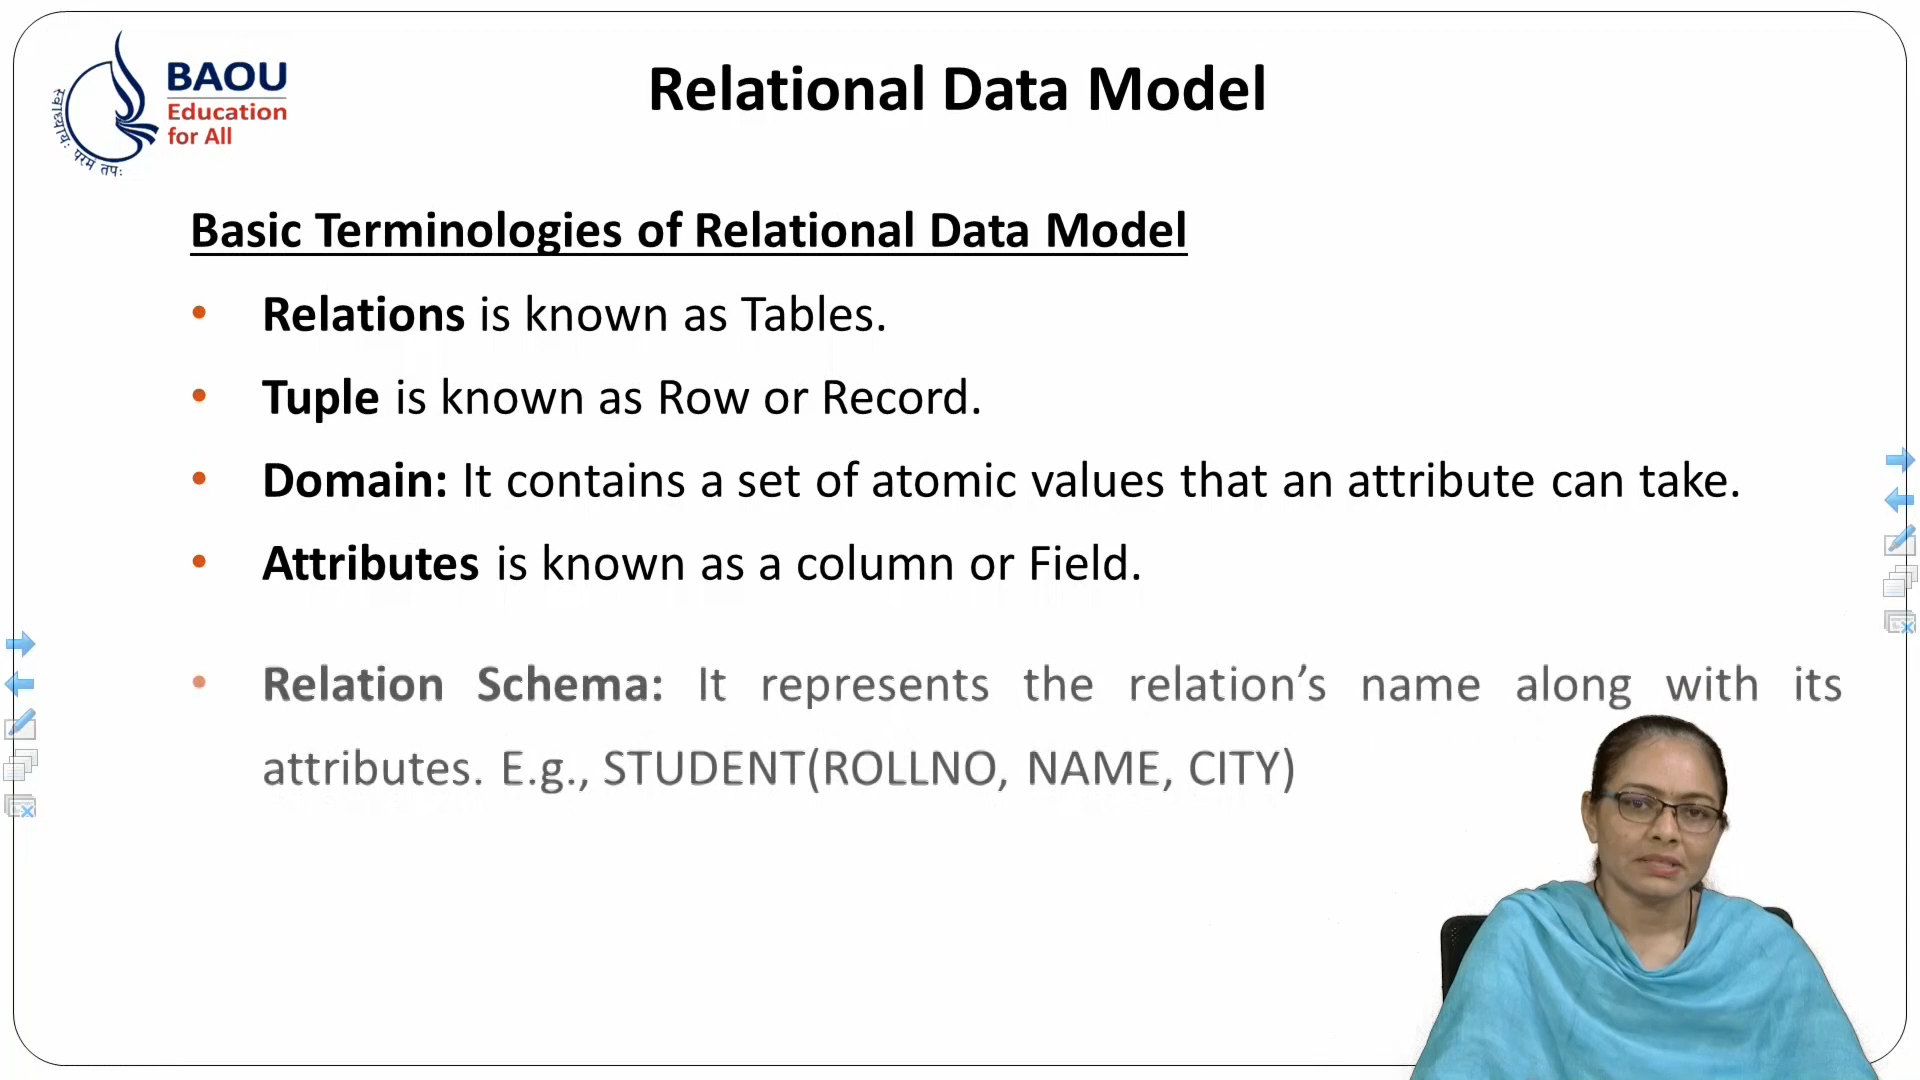 स्वाध्यायः परमं तपः
BAOU
Education
for All
Relational Data Model
Basic Terminologies of Relational Data Model
• Relations is known as Tables.
• Tuple is known as Row or Record.
• Domain: It contains a set of atomic values that an attribute can take.
• Attributes is known as a column or Field.
• Relation Schema: It represents the relation’s name along with its
attributes. E.g., STUDENT(ROLLNO, NAME, CITY)